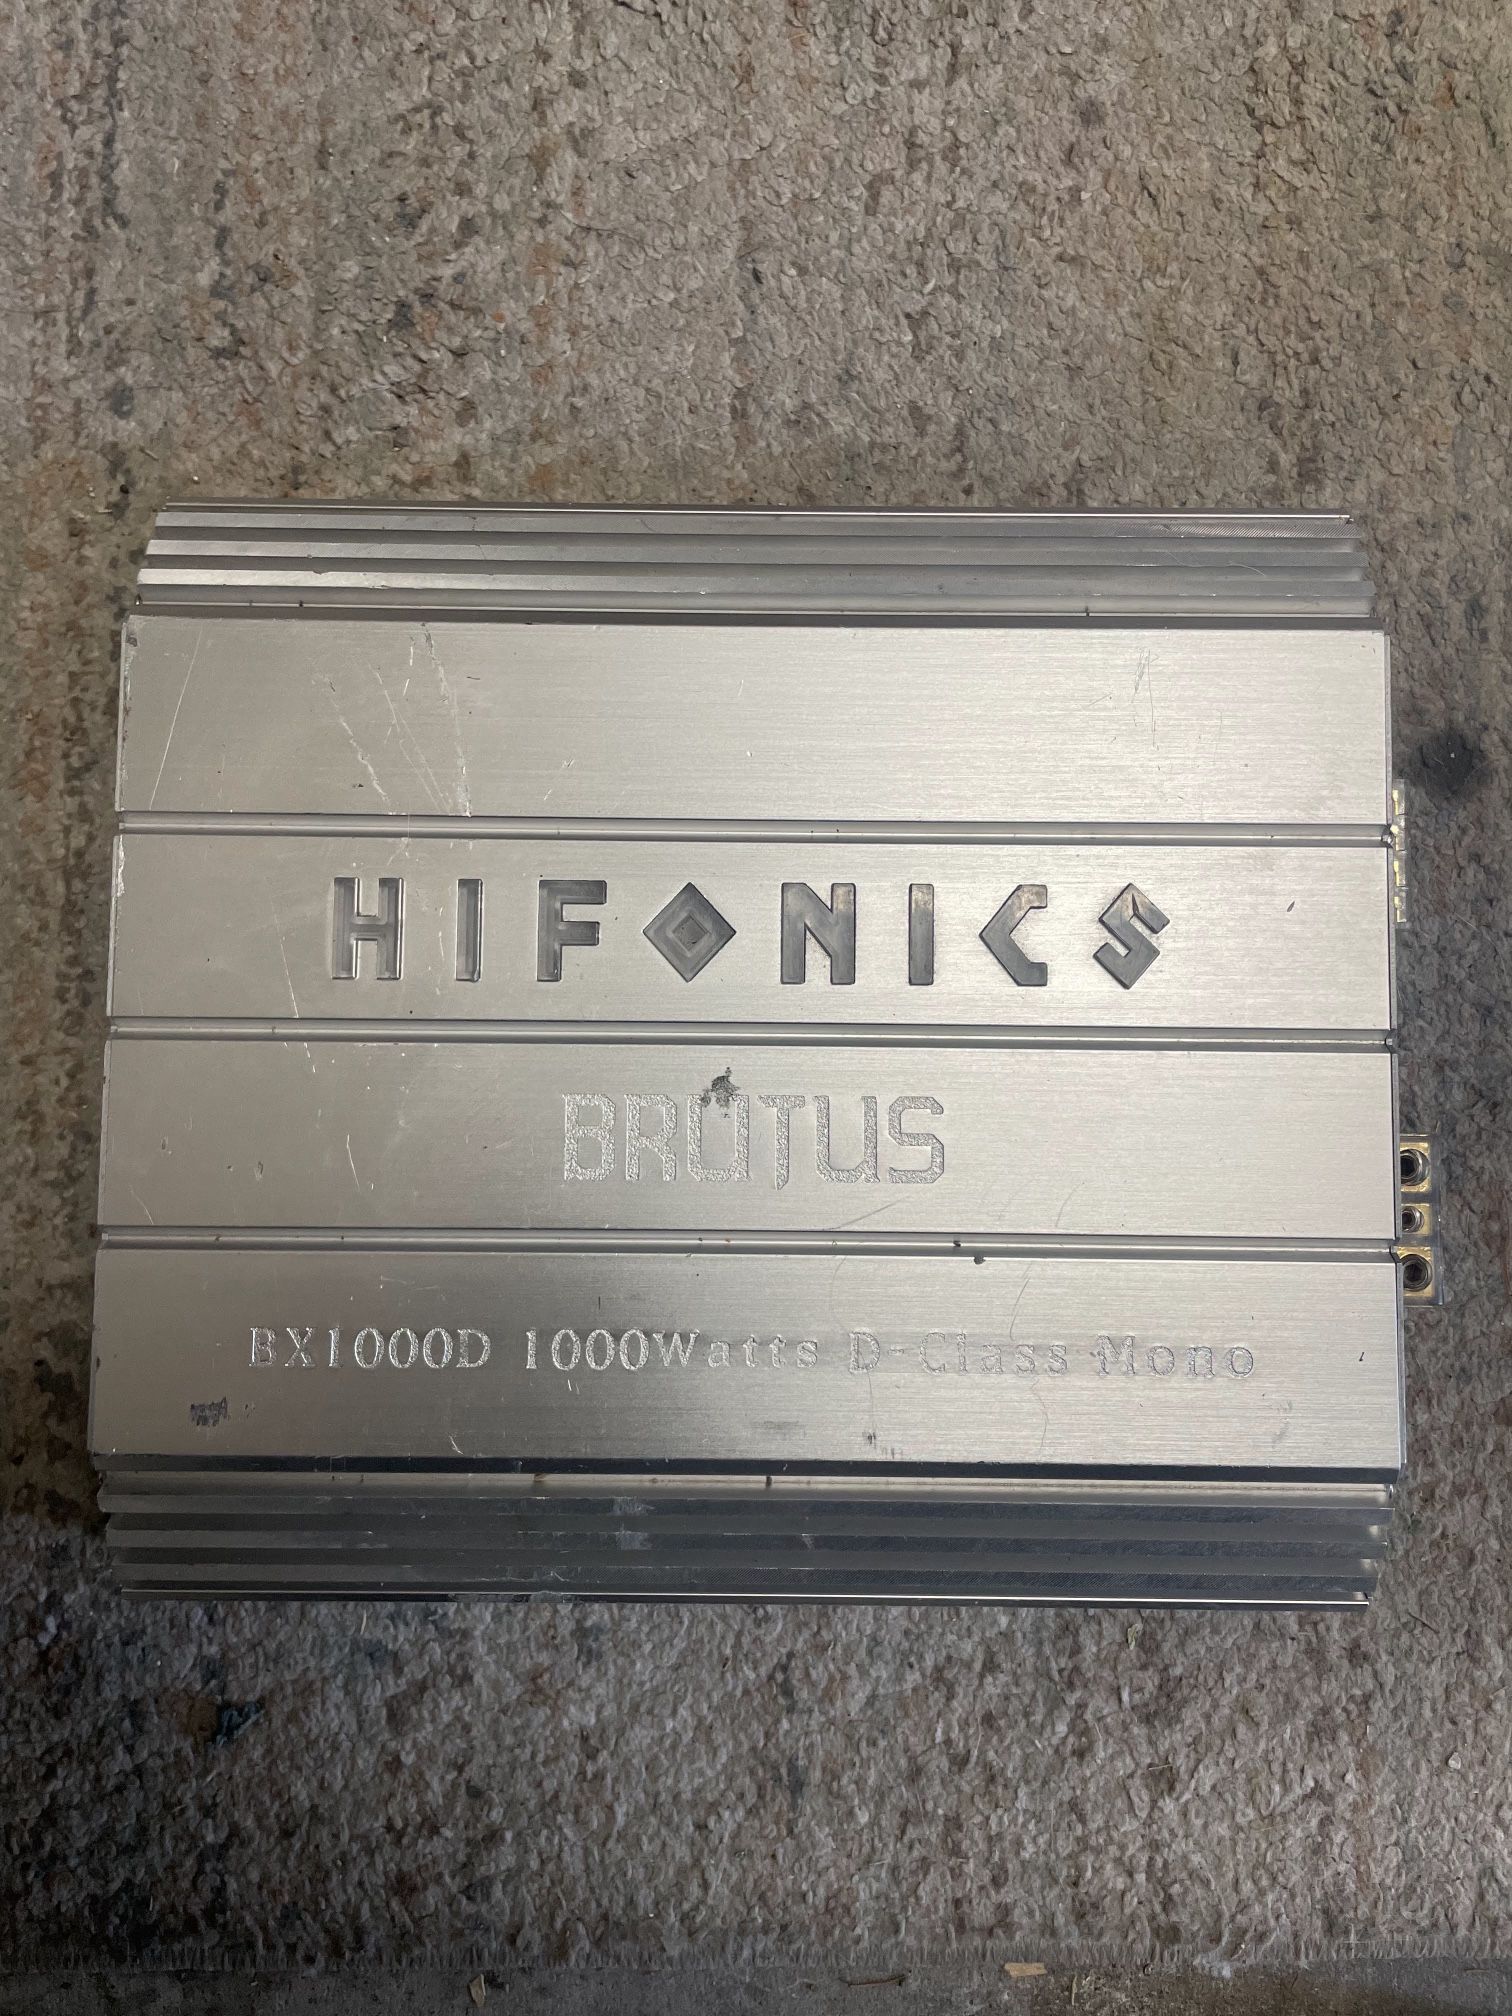 HIFONICS
BRUTUS
BX1000D 1000Watts D-Class Mono